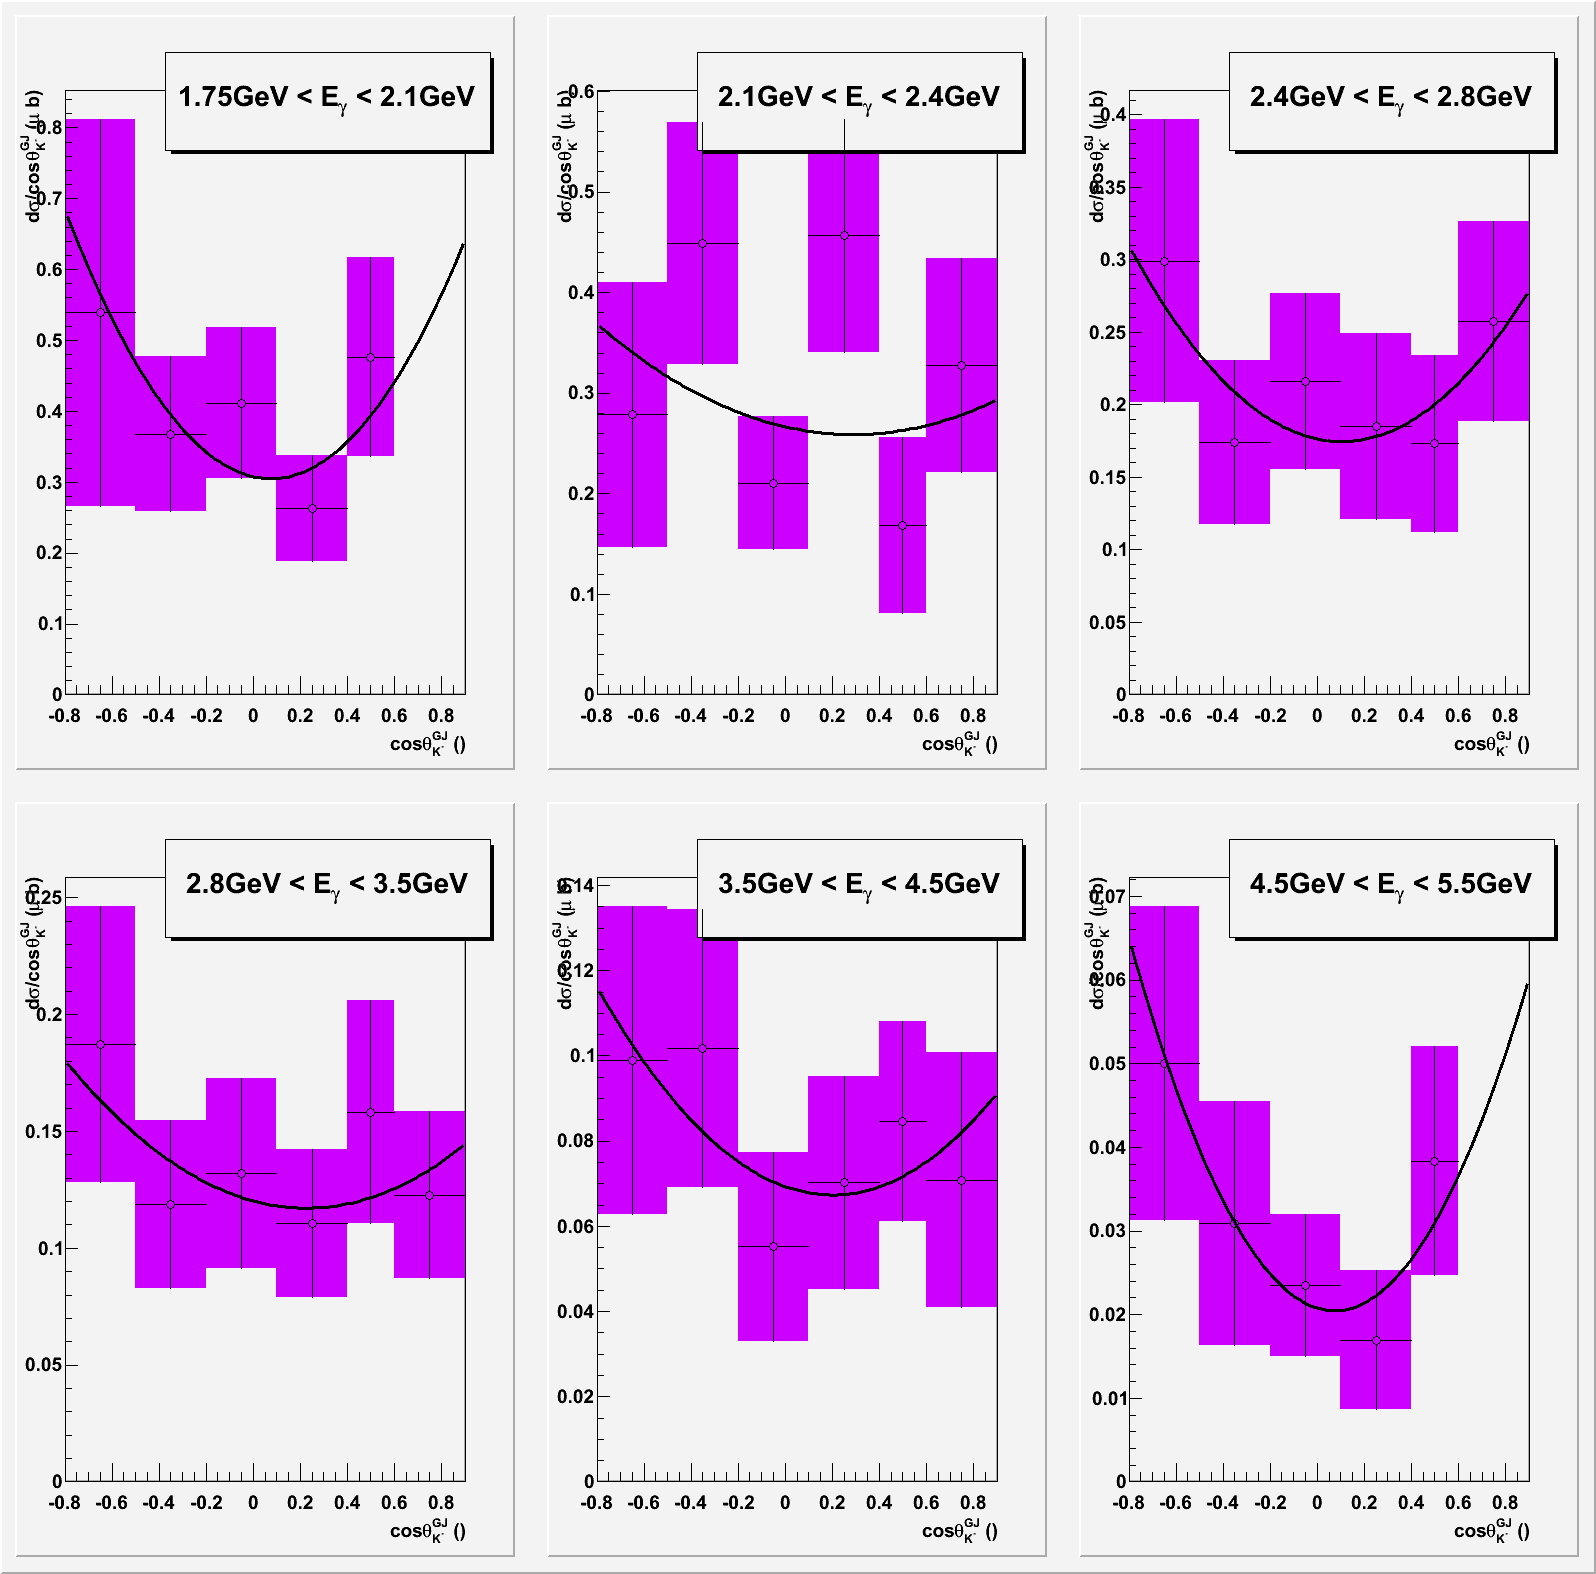 1.75GeV < Eγ < 2.1GeV
dσ/cosθ_K⁻^GJ (μ b)
0.8
0.7
0.6
0.5
0.4
0.3
0.2
0.1
0
-0.8 -0.6 -0.4 -0.2 0 0.2 0.4 0.6 0.8
cosθ_K⁻^GJ ()
2.1GeV < Eγ < 2.4GeV
dσ/cosθ_K⁻^GJ (μ b)
0.6
0.5
0.4
0.3
0.2
0.1
0
-0.8 -0.6 -0.4 -0.2 0 0.2 0.4 0.6 0.8
cosθ_K⁻^GJ ()
2.4GeV < Eγ < 2.8GeV
dσ/cosθ_K⁻^GJ (μ b)
0.4
0.35
0.3
0.25
0.2
0.15
0.1
0.05
0
-0.8 -0.6 -0.4 -0.2 0 0.2 0.4 0.6 0.8
cosθ_K⁻^GJ ()
2.8GeV < Eγ < 3.5GeV
dσ/cosθ_K⁻^GJ (μ b)
0.25
0.2
0.15
0.1
0.05
0
-0.8 -0.6 -0.4 -0.2 0 0.2 0.4 0.6 0.8
cosθ_K⁻^GJ ()
3.5GeV < Eγ < 4.5GeV
dσ/cosθ_K⁻^GJ (μ b)
0.14
0.12
0.1
0.08
0.06
0.04
0.02
0
-0.8 -0.6 -0.4 -0.2 0 0.2 0.4 0.6 0.8
cosθ_K⁻^GJ ()
4.5GeV < Eγ < 5.5GeV
dσ/cosθ_K⁻^GJ (μ b)
0.07
0.06
0.05
0.04
0.03
0.02
0.01
0
-0.8 -0.6 -0.4 -0.2 0 0.2 0.4 0.6 0.8
cosθ_K⁻^GJ ()